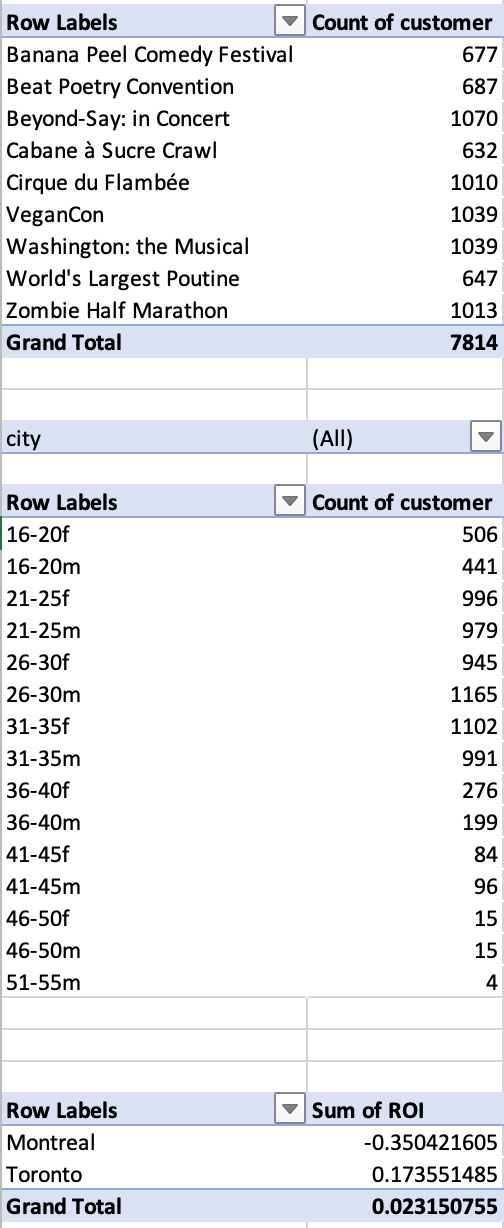 Row Labels Count of customer
Banana Peel Comedy Festival 677
Beat Poetry Convention 687
Beyond-Say: in Concert 1070
Cabane à Sucre Crawl 632
Cirque du Flambée 1010
VeganCon 1039
Washington: the Musical 1039
World's Largest Poutine 647
Zombie Half Marathon 1013
Grand Total 7814
city (All)
Row Labels Count of customer
16-20f 506
16-20m 441
21-25f 996
21-25m 979
26-30f 945
26-30m 1165
31-35f 1102
31-35m 991
36-40f 276
36-40m 199
41-45f 84
41-45m 96
46-50f 15
46-50m 15
51-55m 4
Row Labels Sum of ROI
Montreal -0.350421605
Toronto 0.173551485
Grand Total 0.023150755